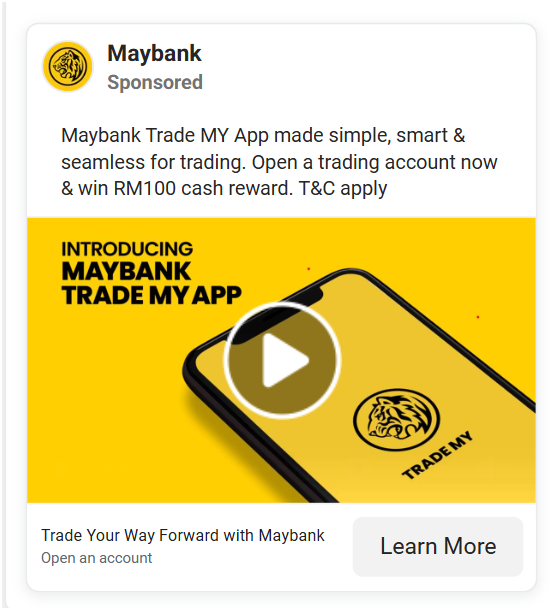 Maybank
Sponsored
Maybank Trade MY App made simple, smart &
seamless for trading. Open a trading account now
& win RM100 cash reward. T&C apply
INTRODUCING
MAYBANK
TRADE MY APP
TRADE MY
Trade Your Way Forward with Maybank
Open an account
Learn More